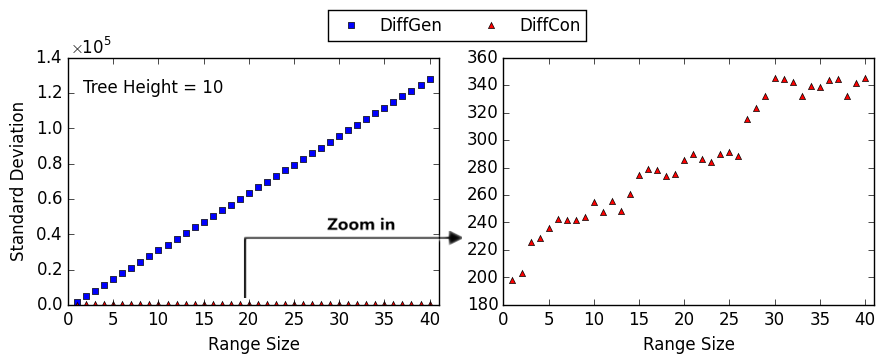 DiffGen DiffCon
×10⁵
Tree Height = 10
Standard Deviation
1.4
1.2
1.0
0.8
0.6
0.4
0.2
0.0
0 5 10 15 20 25 30 35 40
Range Size
Zoom in
360
340
320
300
280
260
240
220
200
180
0 5 10 15 20 25 30 35 40
Range Size